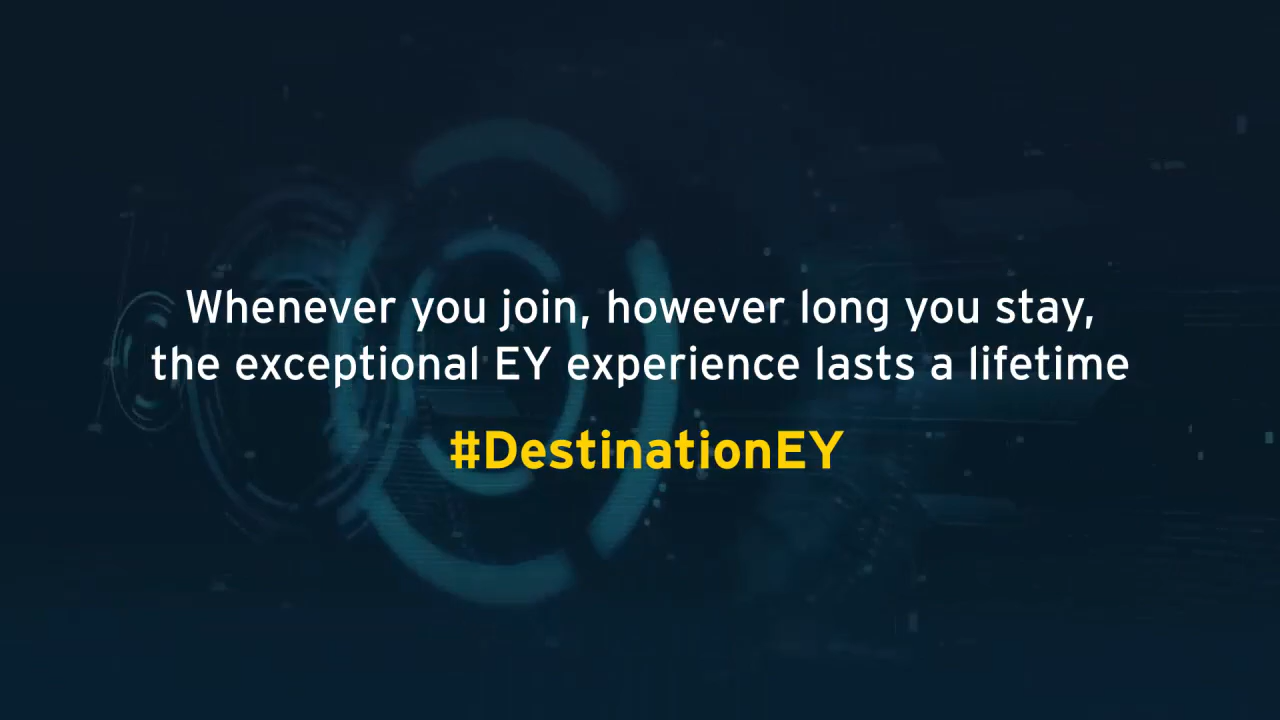 Whenever you join, however long you stay,
the exceptional EY experience lasts a lifetime
#DestinationEY